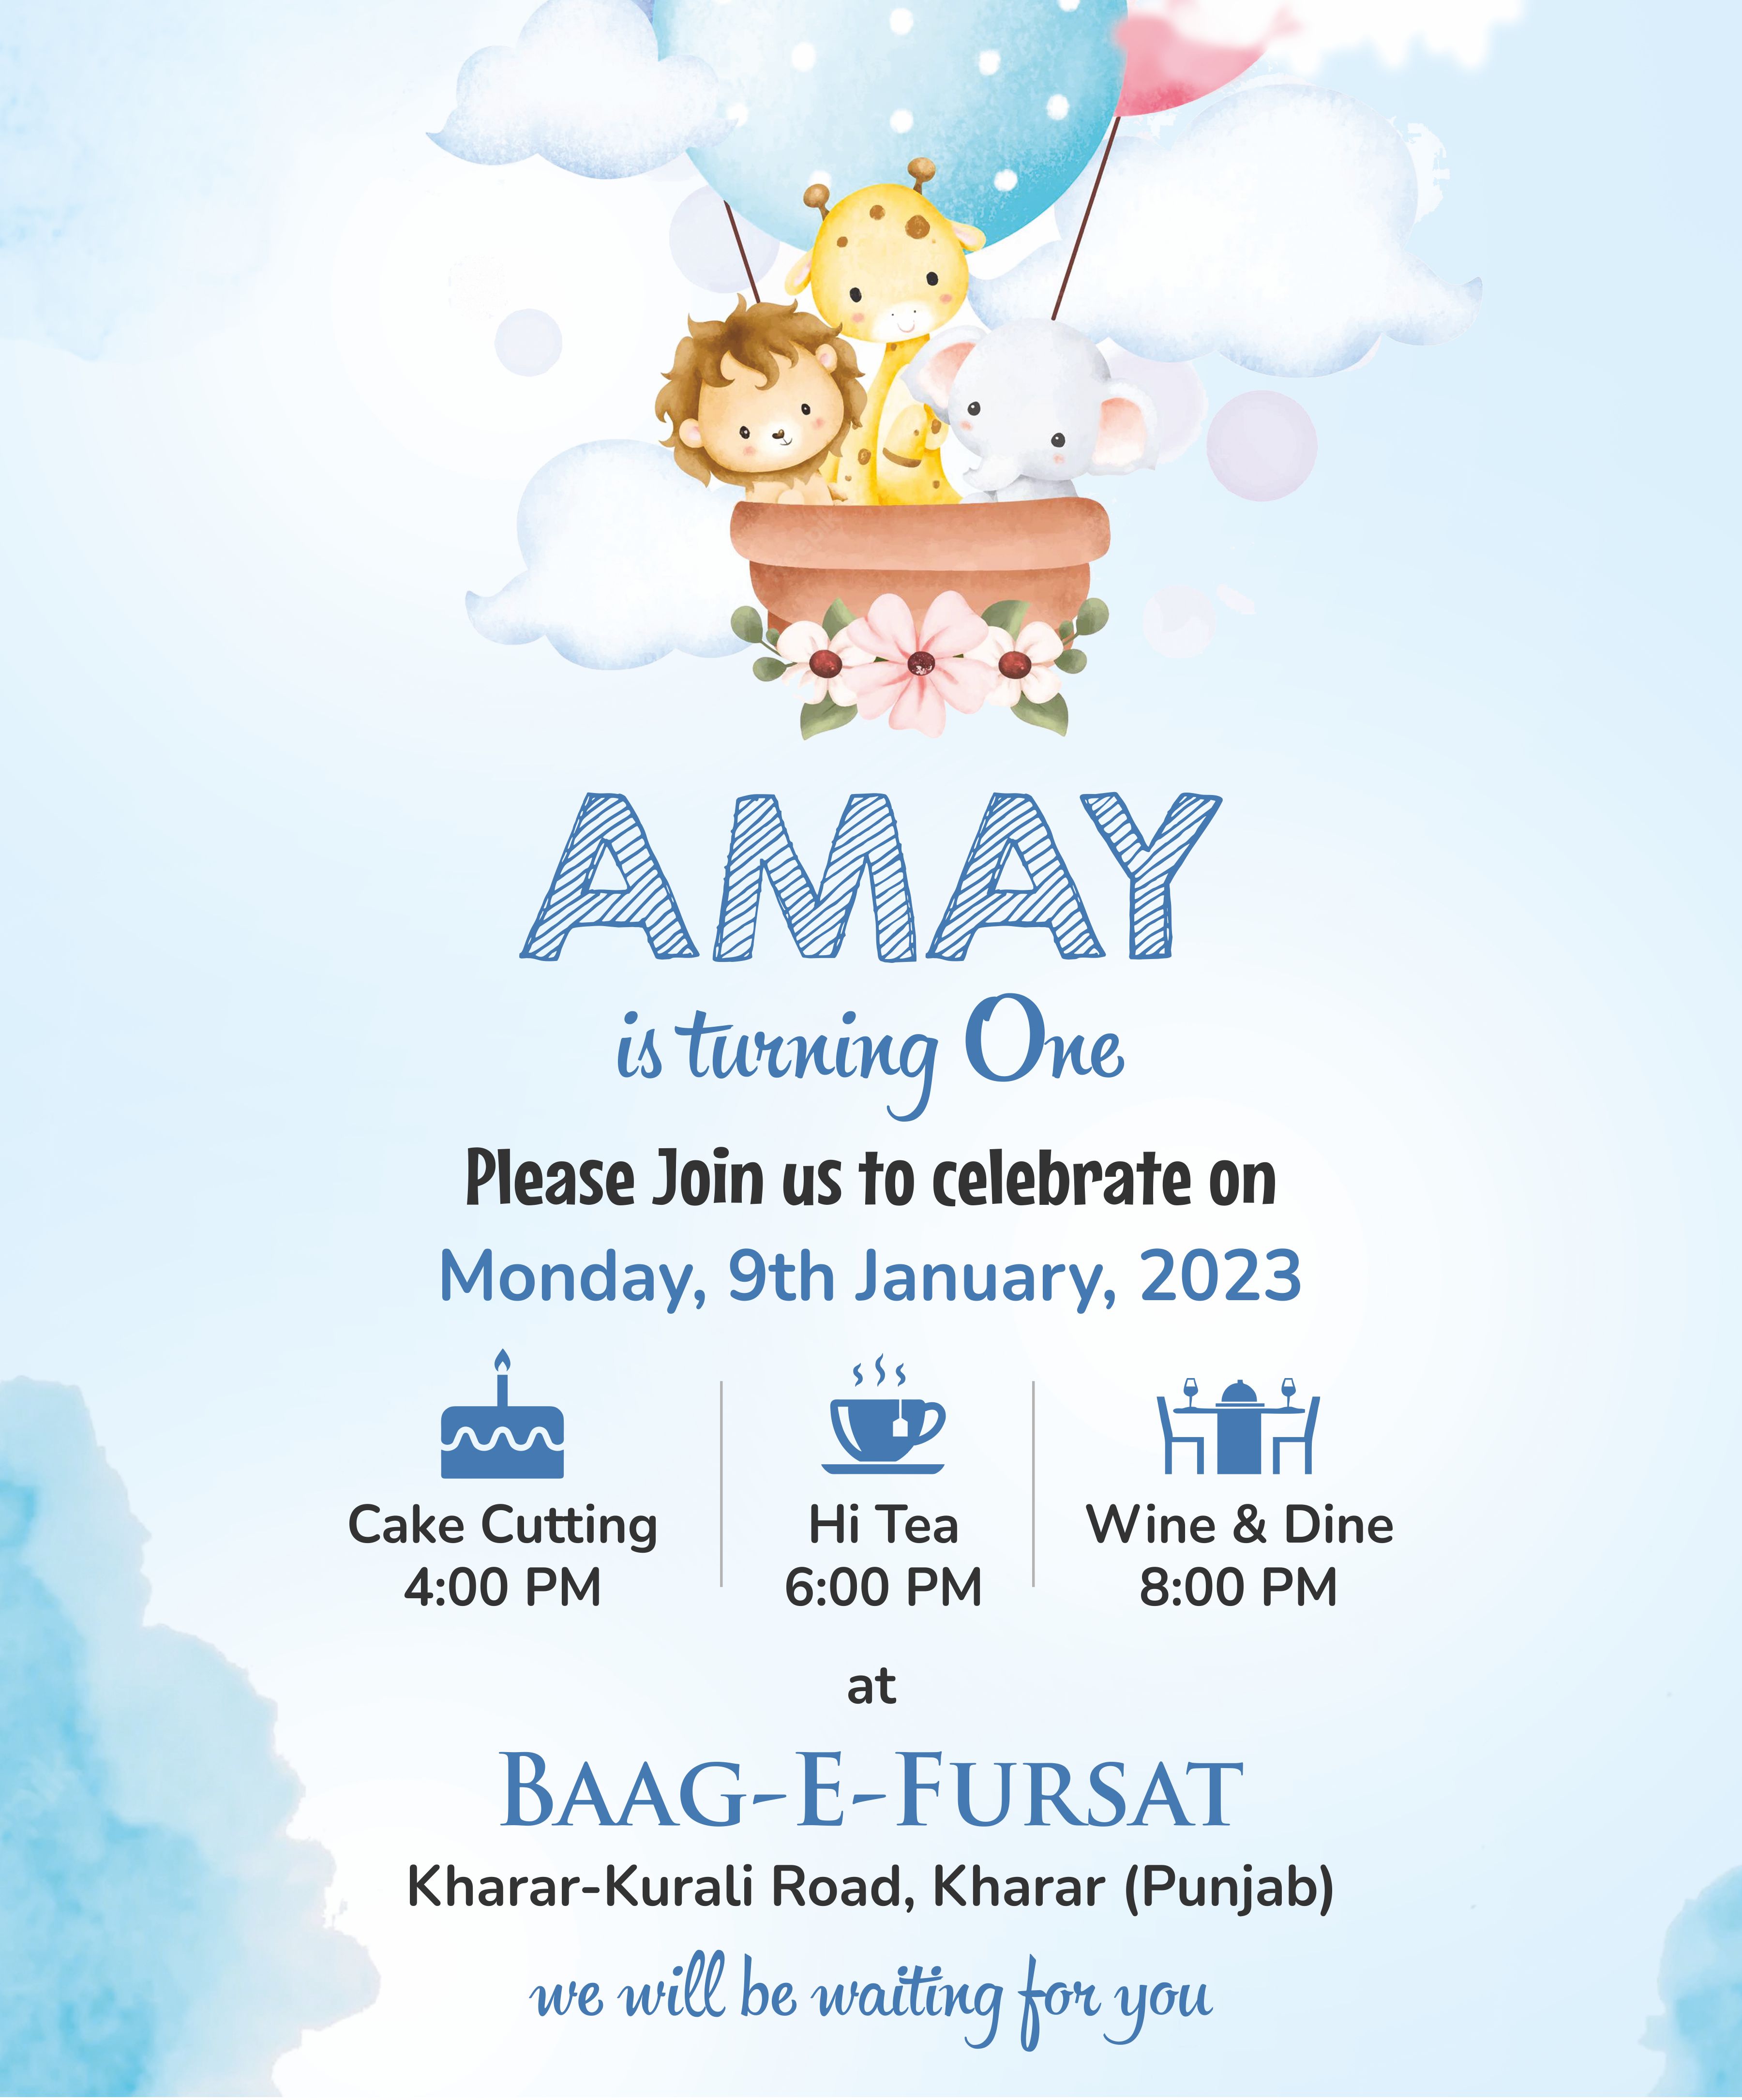 AMAY
is turning One
Please Join us to celebrate on
Monday, 9th January, 2023
Cake Cutting
4:00 PM
Hi Tea
6:00 PM
Wine & Dine
8:00 PM
at
BAAG-E-FURSAT
Kharar-Kurali Road, Kharar (Punjab)
we will be waiting for you